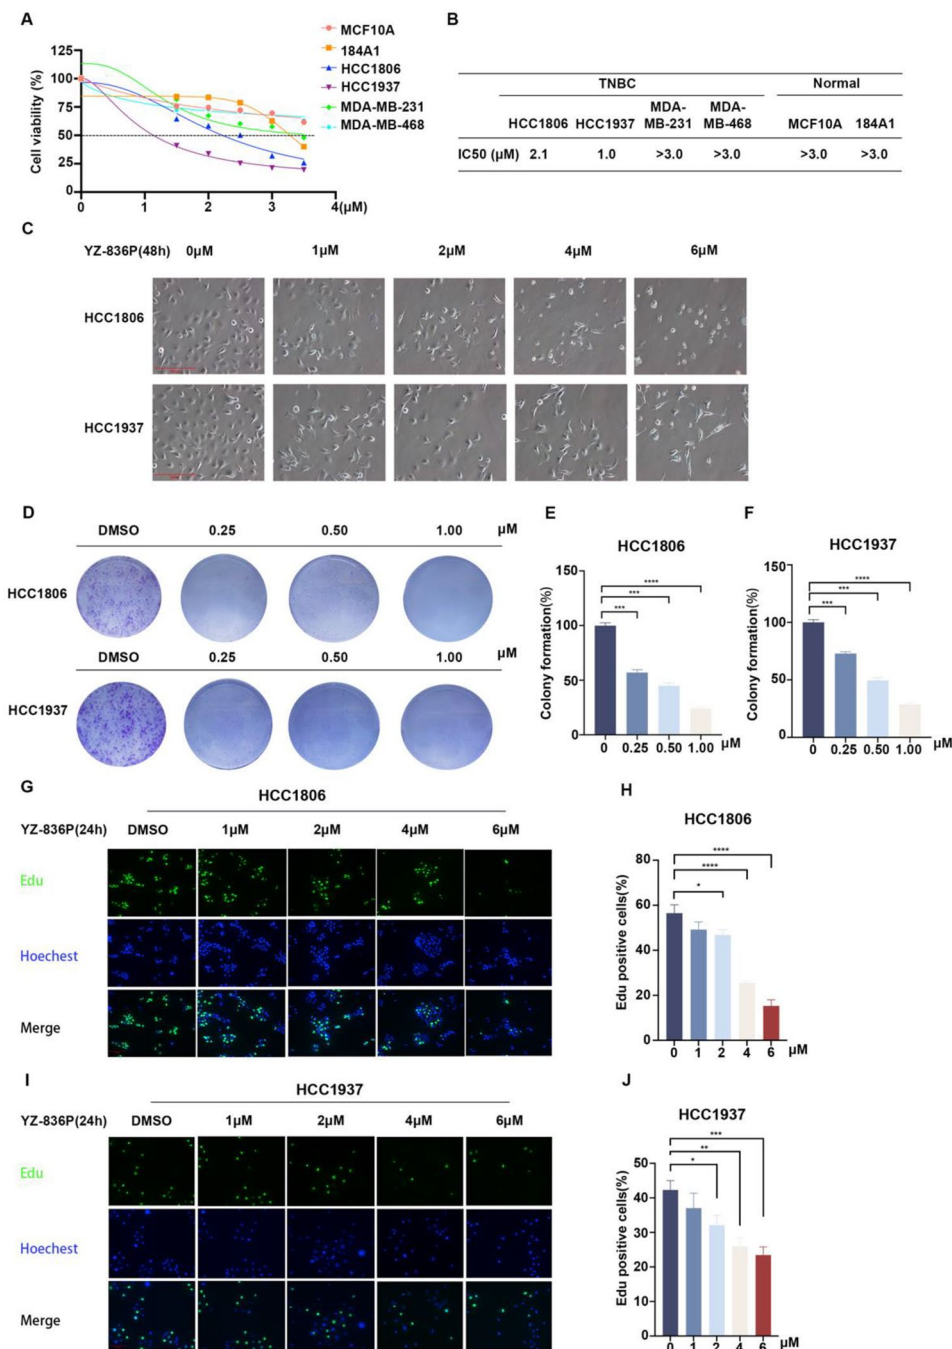 A
125
100
75
50
25
0
Cell viability (%)
0 1 2 3 4(μM)
MCF10A
184A1
HCC1806
HCC1937
MDA-MB-231
MDA-MB-468
B
TNBC Normal
HCC1806 HCC1937 MDA-MB-231 MDA-MB-468 MCF10A 184A1
IC50 (μM) 2.1 1.0 >3.0 >3.0 >3.0 >3.0
C
YZ-836P(48h) 0μM 1μM 2μM 4μM 6μM
HCC1806
HCC1937
D
DMSO 0.25 0.50 1.00 μM
HCC1806
DMSO 0.25 0.50 1.00 μM
HCC1937
E
HCC1806
Colony formation(%)
150
100
50
0
****
***
***
0 0.25 0.50 1.00 μM
F
HCC1937
Colony formation(%)
150
100
50
0
****
***
***
0 0.25 0.50 1.00 μM
G
HCC1806
YZ-836P(24h) DMSO 1μM 2μM 4μM 6μM
Edu
Hoechest
Merge
H
HCC1806
Edu positive cells(%)
80
60
40
20
0
****
****
*
0 1 2 4 6 μM
I
HCC1937
YZ-836P(24h) DMSO 1μM 2μM 4μM 6μM
Edu
Hoechest
Merge
J
HCC1937
Edu positive cells(%)
50
40
30
20
10
0
***
**
*
0 1 2 4 6 μM